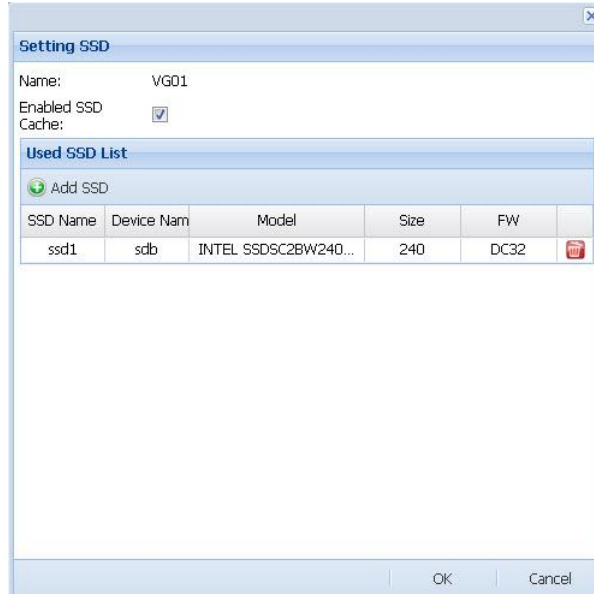 Setting SSD
Name: VG01
Enabled SSD
Cache:
Used SSD List
Add SSD
SSD Name Device Nam Model Size FW
ssd1 sdb INTEL SSDSC2BW240... 240 DC32
OK Cancel